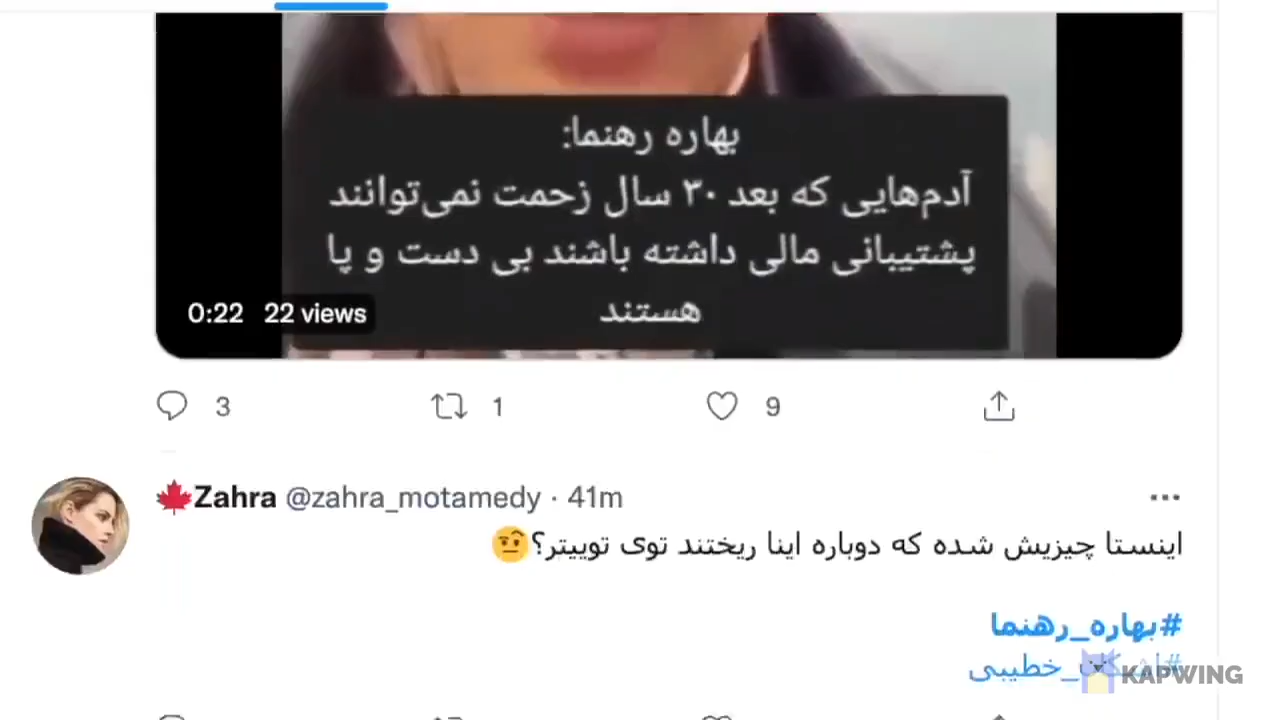 بهاره رهنما:
آدم‌هایی که بعد ۳۰ سال زحمت نمی‌توانند
پشتیبانی مالی داشته باشند بی دست و پا
هستند
0:22 22 views
3 1 9
Zahra @zahra_motamedy · 41m
اینستا چیزیش شده که دوباره اینا ریختند توی توییتر؟
#بهاره_رهنما
خطیبی
KAPWING